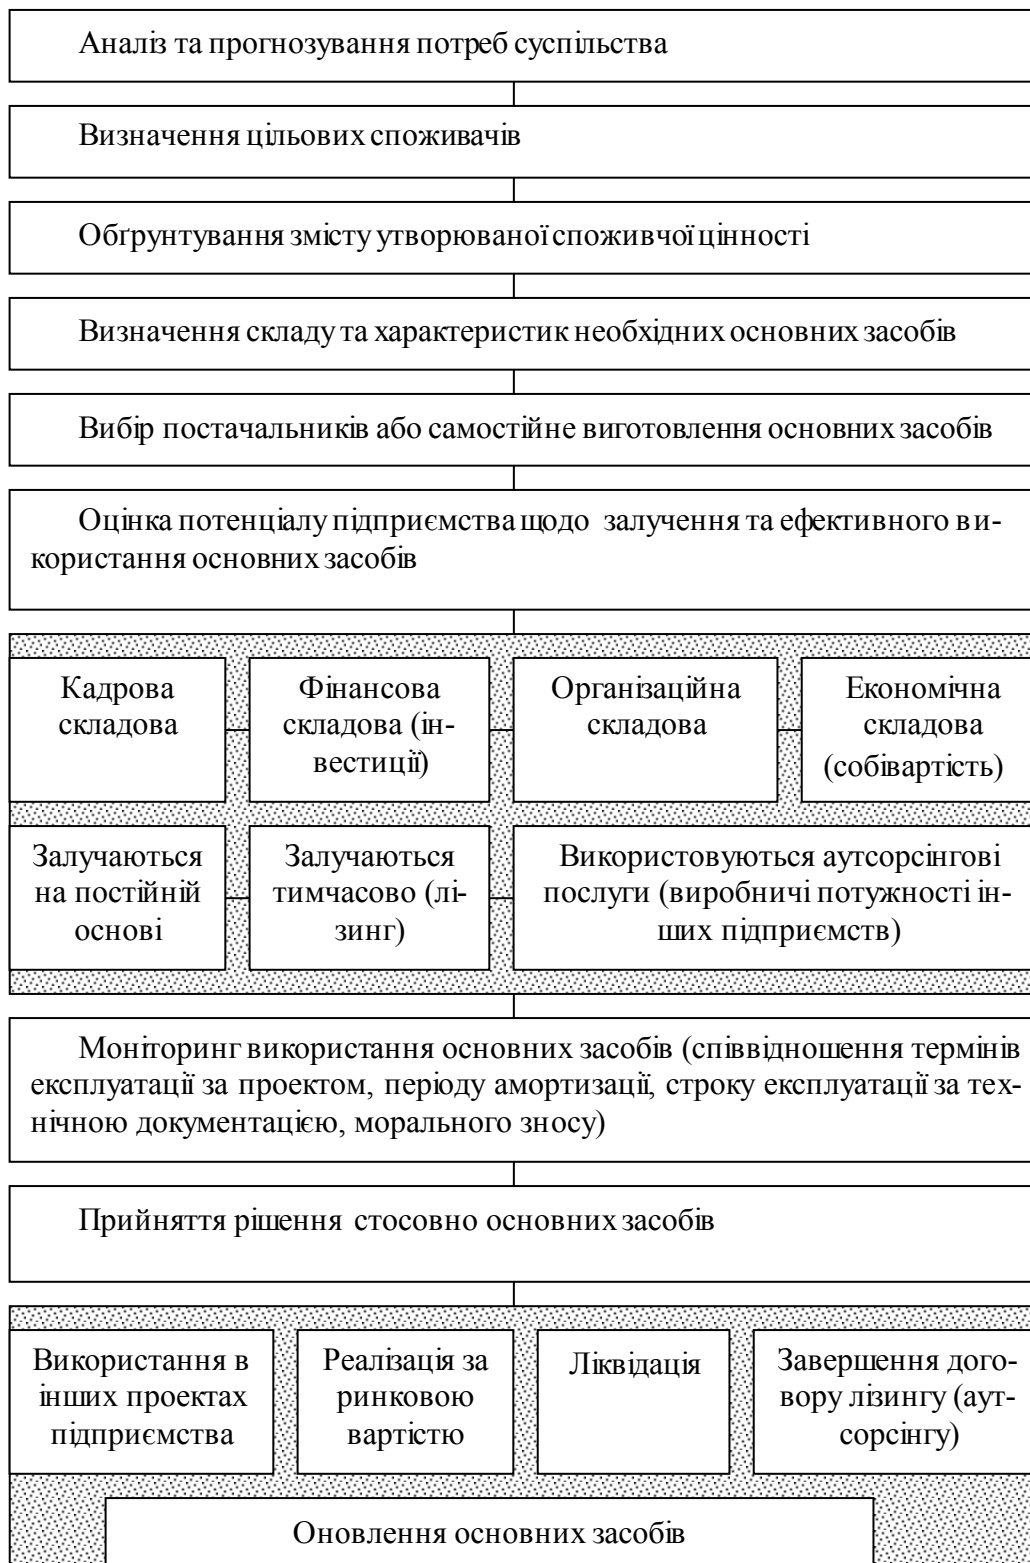 Аналіз та прогнозування потреб суспільства
Визначення цільових споживачів
Обґрунтування змісту утворюваної споживчої цінності
Визначення складу та характеристик необхідних основних засобів
Вибір постачальників або самостійне виготовлення основних засобів
Оцінка потенціалу підприємства щодо залучення та ефективного ви-
користання основних засобів
Кадрова
складова
Фінансова
складова (ін-
вестиції)
Організаційна
складова
Економічна
складова
(собівартість)
Залучаються
на постійній
основі
Залучаються
тимчасово (лі-
зинг)
Використовуються аутсорсінгові
послуги (виробничі потужності ін-
ших підприємств)
Моніторинг використання основних засобів (співвідношення термінів
експлуатації за проектом, періоду амортизації, строку експлуатації за тех-
нічною документацією, морального зносу)
Прийняття рішення стосовно основних засобів
Використання в
інших проектах
підприємства
Реалізація за
ринковою
вартістю
Ліквідація
Завершення дого-
вору лізингу (аут-
сорсінгу)
Оновлення основних засобів